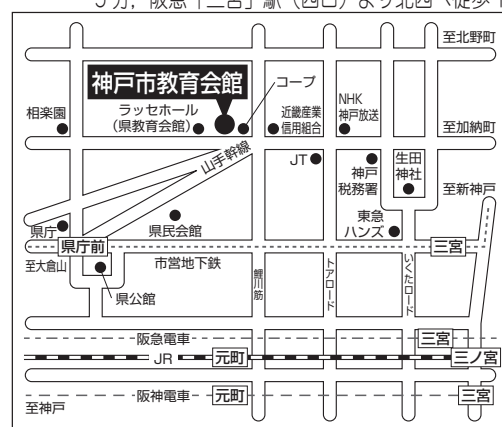 5分，阪急「三宮」駅（西口）より北西へ徒歩1
至北野町
神戸市教育会館
コープ
相楽園
ラッセホール
（県教育会館）
近畿産業
信用組合
NHK
神戸放送
至加納町
山手幹線
JT
神戸
税務署
生田
神社
至新神戸
県庁
県民会館
東急
ハンズ
県庁前
三宮
至大倉山
市営地下鉄
県公館
鯉川筋
トアロード
いくたロード
阪急電車
三宮
JR
元町
三ノ宮
阪神電車
元町
三宮
至神戸